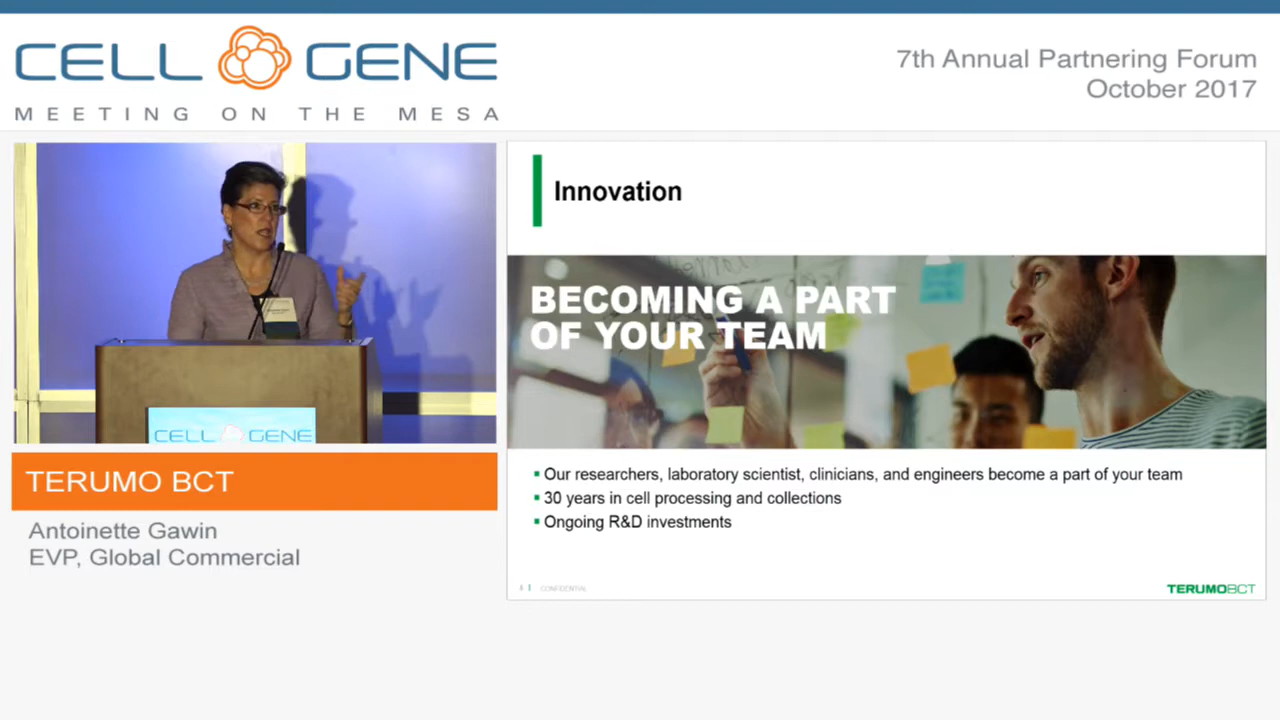 CELL GENE
MEETING ON THE MESA
7th Annual Partnering Forum
October 2017
CELL GENE
TERUMO BCT
Antoinette Gawin
EVP, Global Commercial
Innovation
BECOMING A PART
OF YOUR TEAM
▪ Our researchers, laboratory scientist, clinicians, and engineers become a part of your team
▪ 30 years in cell processing and collections
▪ Ongoing R&D investments
4 | CONFIDENTIAL
TERUMOBCT